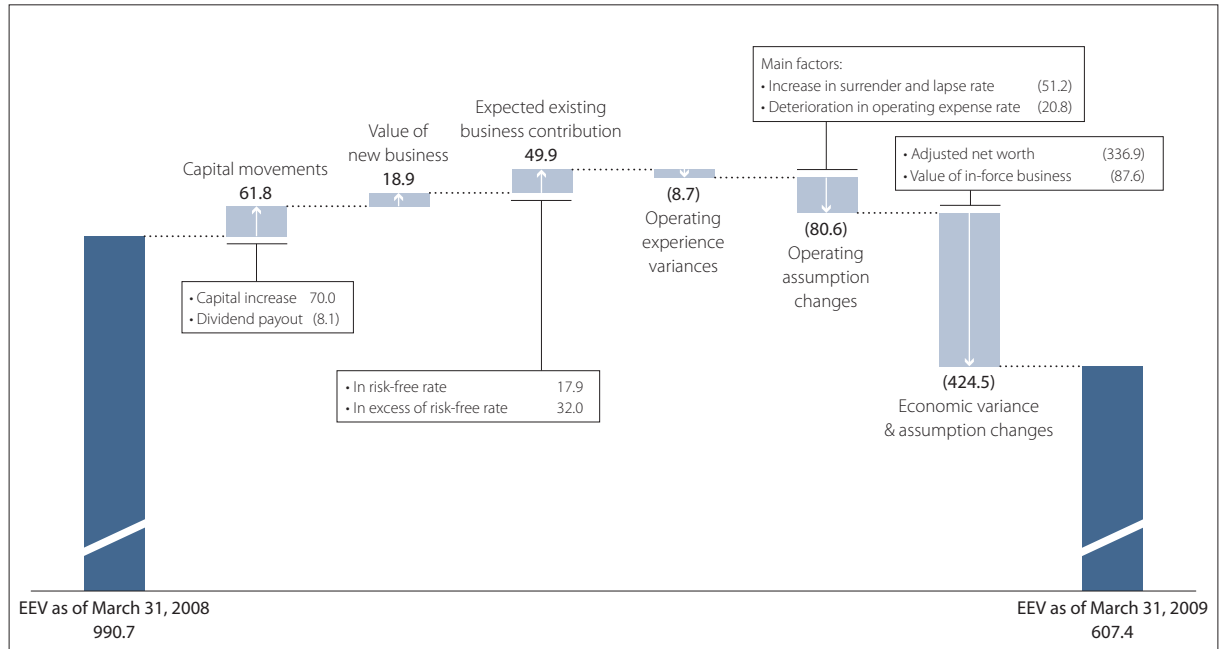 Main factors:
• Increase in surrender and lapse rate (51.2)
• Deterioration in operating expense rate (20.8)
Expected existing
business contribution
49.9
Value of
new business
18.9
Capital movements
61.8
• Adjusted net worth (336.9)
• Value of in-force business (87.6)
(8.7)
Operating
experience
variances
(80.6)
Operating
assumption
changes
• Capital increase 70.0
• Dividend payout (8.1)
• In risk-free rate 17.9
• In excess of risk-free rate 32.0
(424.5)
Economic variance
& assumption changes
EEV as of March 31, 2008
990.7
EEV as of March 31, 2009
607.4